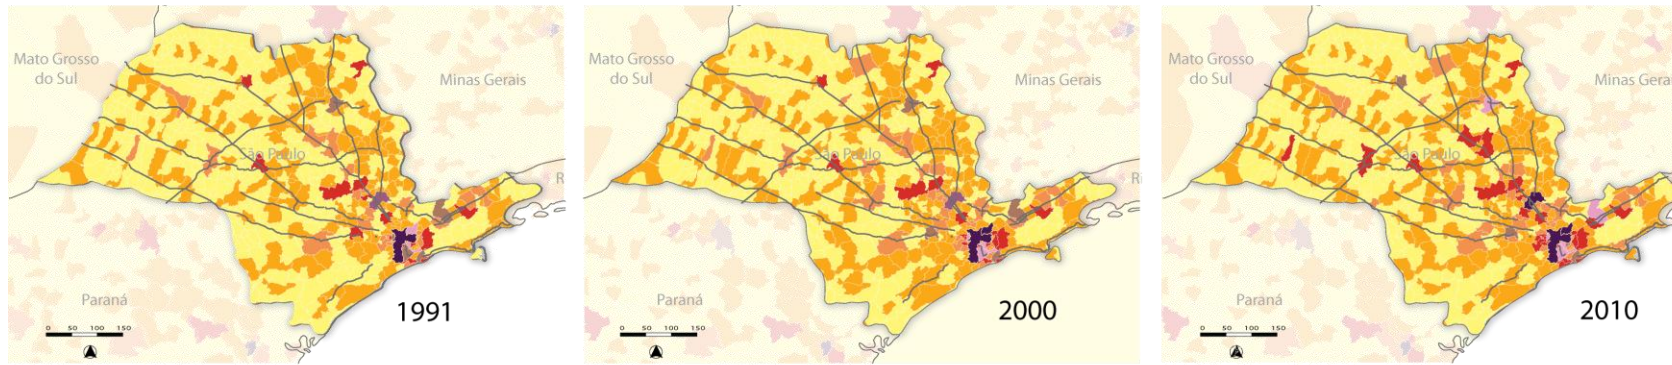 Mato Grosso
do Sul
Minas Gerais
São Paulo
R
Paraná
1991
0 50 100 150
Mato Grosso
do Sul
Minas Gerais
São Paulo
Ri
Paraná
2000
0 50 100 150
Mato Grosso
do Sul
Minas Gerai
São Paulo
Paraná
2010
0 50 100 150